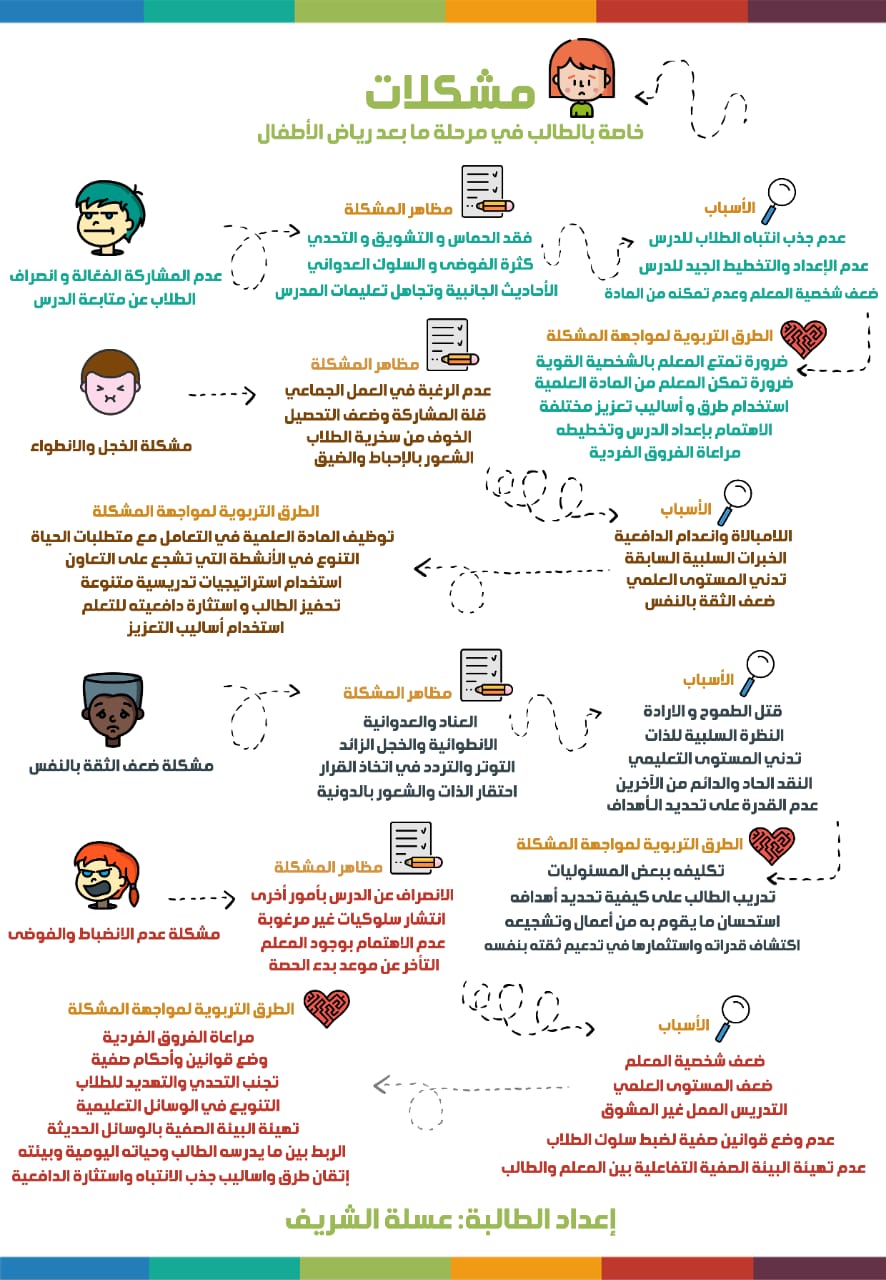 مشكلات
خاصة بالطالب في مرحلة ما بعد رياض الأطفال
عدم المشاركة الفعّالة و انصراف
الطلاب عن متابعة الدرس
مظاهر المشكلة
فقد الحماس و التشويق و التحدي
كثرة الفوضى و السلوك العدواني
الأحاديث الجانبية وتجاهل تعليمات المدرس
الأسباب
عدم جذب انتباه الطلاب للدرس
عدم الإعداد والتخطيط الجيد للدرس
ضعف شخصية المعلم وعدم تمكنه من المادة
الطرق التربوية لمواجهة المشكلة
ضرورة تمتع المعلم بالشخصية القوية
ضرورة تمكن المعلم من المادة العلمية
استخدام طرق و أساليب تعزيز مختلفة
الاهتمام بإعداد الدرس وتخطيطه
مراعاة الفروق الفردية
مشكلة الخجل والانطواء
مظاهر المشكلة
عدم الرغبة في العمل الجماعي
قلة المشاركة وضعف التحصيل
الخوف من سخرية الطلاب
الشعور بالإحباط والضيق
الأسباب
اللامبالاة وانعدام الدافعية
الخبرات السلبية السابقة
تدني المستوى العلمي
ضعف الثقة بالنفس
الطرق التربوية لمواجهة المشكلة
توظيف المادة العلمية في التعامل مع متطلبات الحياة
التنوع في الأنشطة التي تشجع على التعاون
استخدام استراتيجيات تدريسية متنوعة
تحفيز الطالب و استثارة دافعيته للتعلم
استخدام أساليب التعزيز
مشكلة ضعف الثقة بالنفس
مظاهر المشكلة
العناد والعدوانية
الانطوائية والخجل الزائد
التوتر والتردد في اتخاذ القرار
احتقار الذات والشعور بالدونية
الأسباب
قتل الطموح و الارادة
النظرة السلبية للذات
تدني المستوى التعليمي
النقد الحاد والدائم من الآخرين
عدم القدرة على تحديد الأهداف
الطرق التربوية لمواجهة المشكلة
تكليفه ببعض المسئوليات
تدريب الطالب على كيفية تحديد أهدافه
استحسان ما يقوم به من أعمال وتشجيعه
اكتشاف قدراته واستثمارها في تدعيم ثقته بنفسه
مشكلة عدم الانضباط والفوضى
مظاهر المشكلة
الانصراف عن الدرس بأمور أخرى
انتشار سلوكيات غير مرغوبة
عدم الاهتمام بوجود المعلم
التأخر عن موعد بدء الحصة
الأسباب
ضعف شخصية المعلم
ضعف المستوى العلمي
التدريس الممل غير المشوق
عدم وضع قوانين صفية لضبط سلوك الطلاب
عدم تهيئة البيئة الصفية التفاعلية بين المعلم والطالب
الطرق التربوية لمواجهة المشكلة
مراعاة الفروق الفردية
وضع قوانين وأحكام صفية
تجنب التحدي والتهديد للطلاب
التنويع في الوسائل التعليمية
تهيئة البيئة الصفية بالوسائل الحديثة
الربط بين ما يدرسه الطالب وحياته اليومية وبيئته
إتقان طرق واساليب جذب الانتباه واستثارة الدافعية
إعداد الطالبة: عسلة الشريف